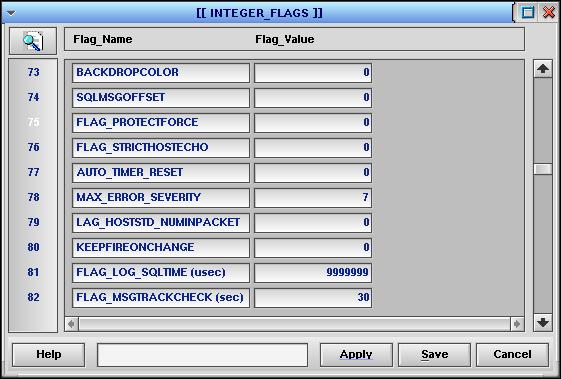 [[ INTEGER_FLAGS ]]
Flag_Name Flag_Value
73 BACKDROPCOLOR 0
74 SQLMSGOFFSET 0
75 FLAG_PROTECTFORCE 0
76 FLAG_STRICTHOSTECHO 0
77 AUTO_TIMER_RESET 0
78 MAX_ERROR_SEVERITY 7
79 LAG_HOSTSTD_NUMINPACKET 0
80 KEEPFIREONCHANGE 0
81 FLAG_LOG_SQLTIME (usec) 9999999
82 FLAG_MSGTRACKCHECK (sec) 30
Help Apply Save Cancel